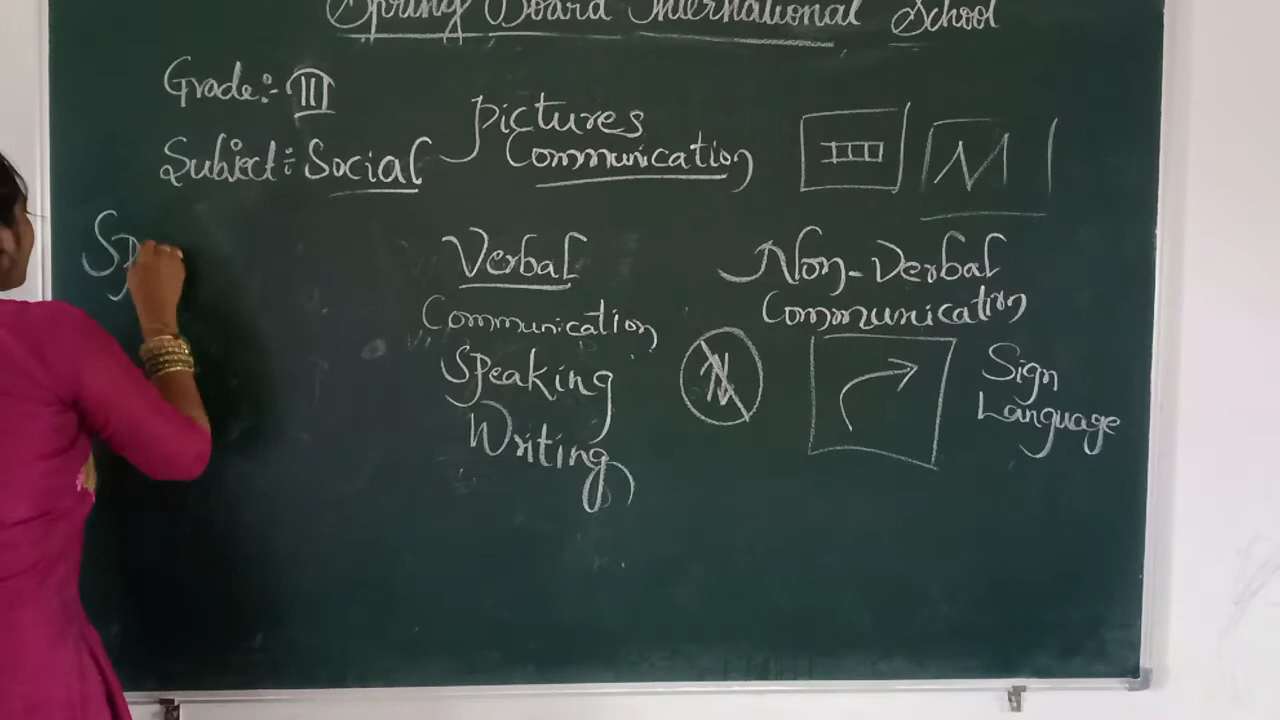 Spring Board International School
Grade:- III
Subject: Social
Pictures
Communication
Verbal
Communication
Speaking
Writing
Non-Verbal
Communication
N
Sign
Language
Sp